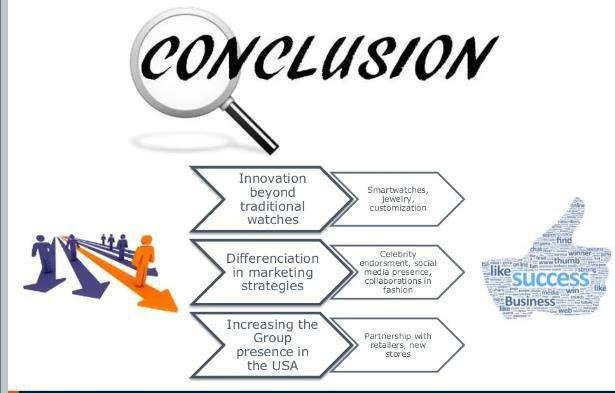 CONCLUSION
Innovation
beyond
traditional
watches
Smartwatches,
jewelry,
customization
Differenciation
in marketing
strategies
Celebrity
endorsment, social
media presence,
collaborations in
fashion
Increasing the
Group
presence in
the USA
Partnership with
retailers, new
stores
find
winner
thumb
like
success
win
Business
like
web